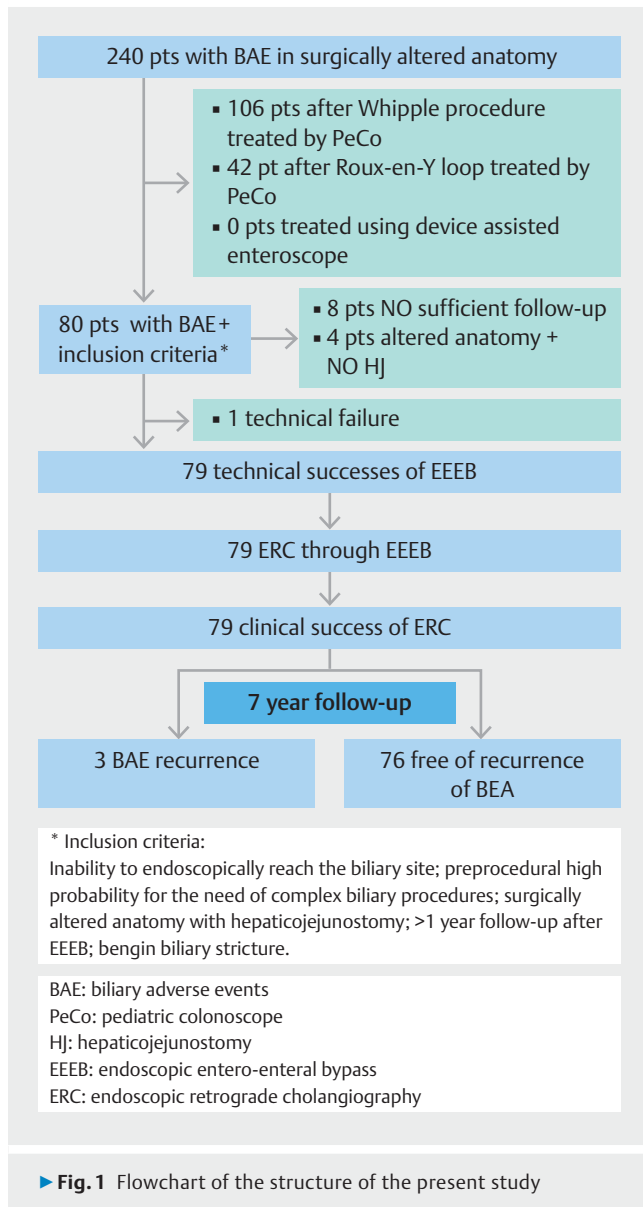 240 pts with BAE in surgically altered anatomy
▪ 106 pts after Whipple procedure
treated by PeCo
▪ 42 pt after Roux-en-Y loop treated by
PeCo
▪ 0 pts treated using device assisted
enteroscope
80 pts with BAE+
inclusion criteria*
▪ 8 pts NO sufficient follow-up
▪ 4 pts altered anatomy +
NO HJ
▪ 1 technical failure
79 technical successes of EEEB
79 ERC through EEEB
79 clinical success of ERC
7 year follow-up
3 BAE recurrence
76 free of recurrence
of BEA
* Inclusion criteria:
Inability to endoscopically reach the biliary site; preprocedural high
probability for the need of complex biliary procedures; surgically
altered anatomy with hepaticojejunostomy; >1 year follow-up after
EEEB; bengin biliary stricture.
BAE: biliary adverse events
PeCo: pediatric colonoscope
HJ: hepaticojejunostomy
EEEB: endoscopic entero-enteral bypass
ERC: endoscopic retrograde cholangiography
▶ Fig. 1 Flowchart of the structure of the present study